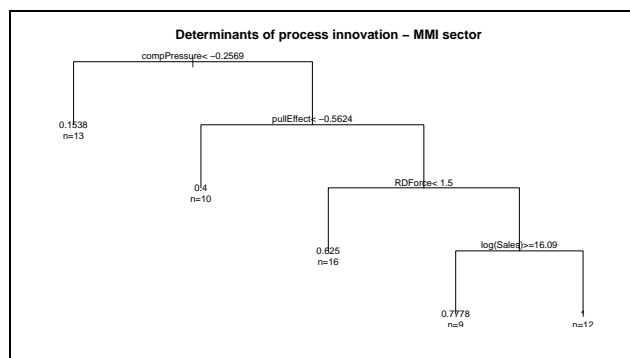 Determinants of process innovation – MMI sector
compPressure< −0.2569
0.1538
n=13
pullEffect< −0.5624
0.4
n=10
RDForce< 1.5
0.625
n=16
log(Sales)>=16.09
0.7778
n=9
1
n=12